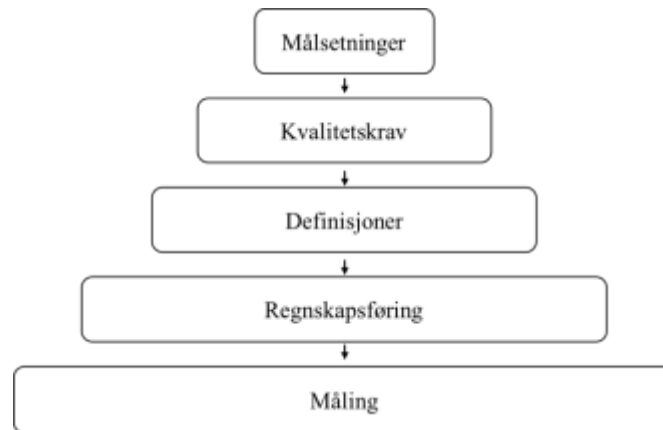 Målsetninger
Kvalitetskrav
Definisjoner
Regnskapsføring
Måling